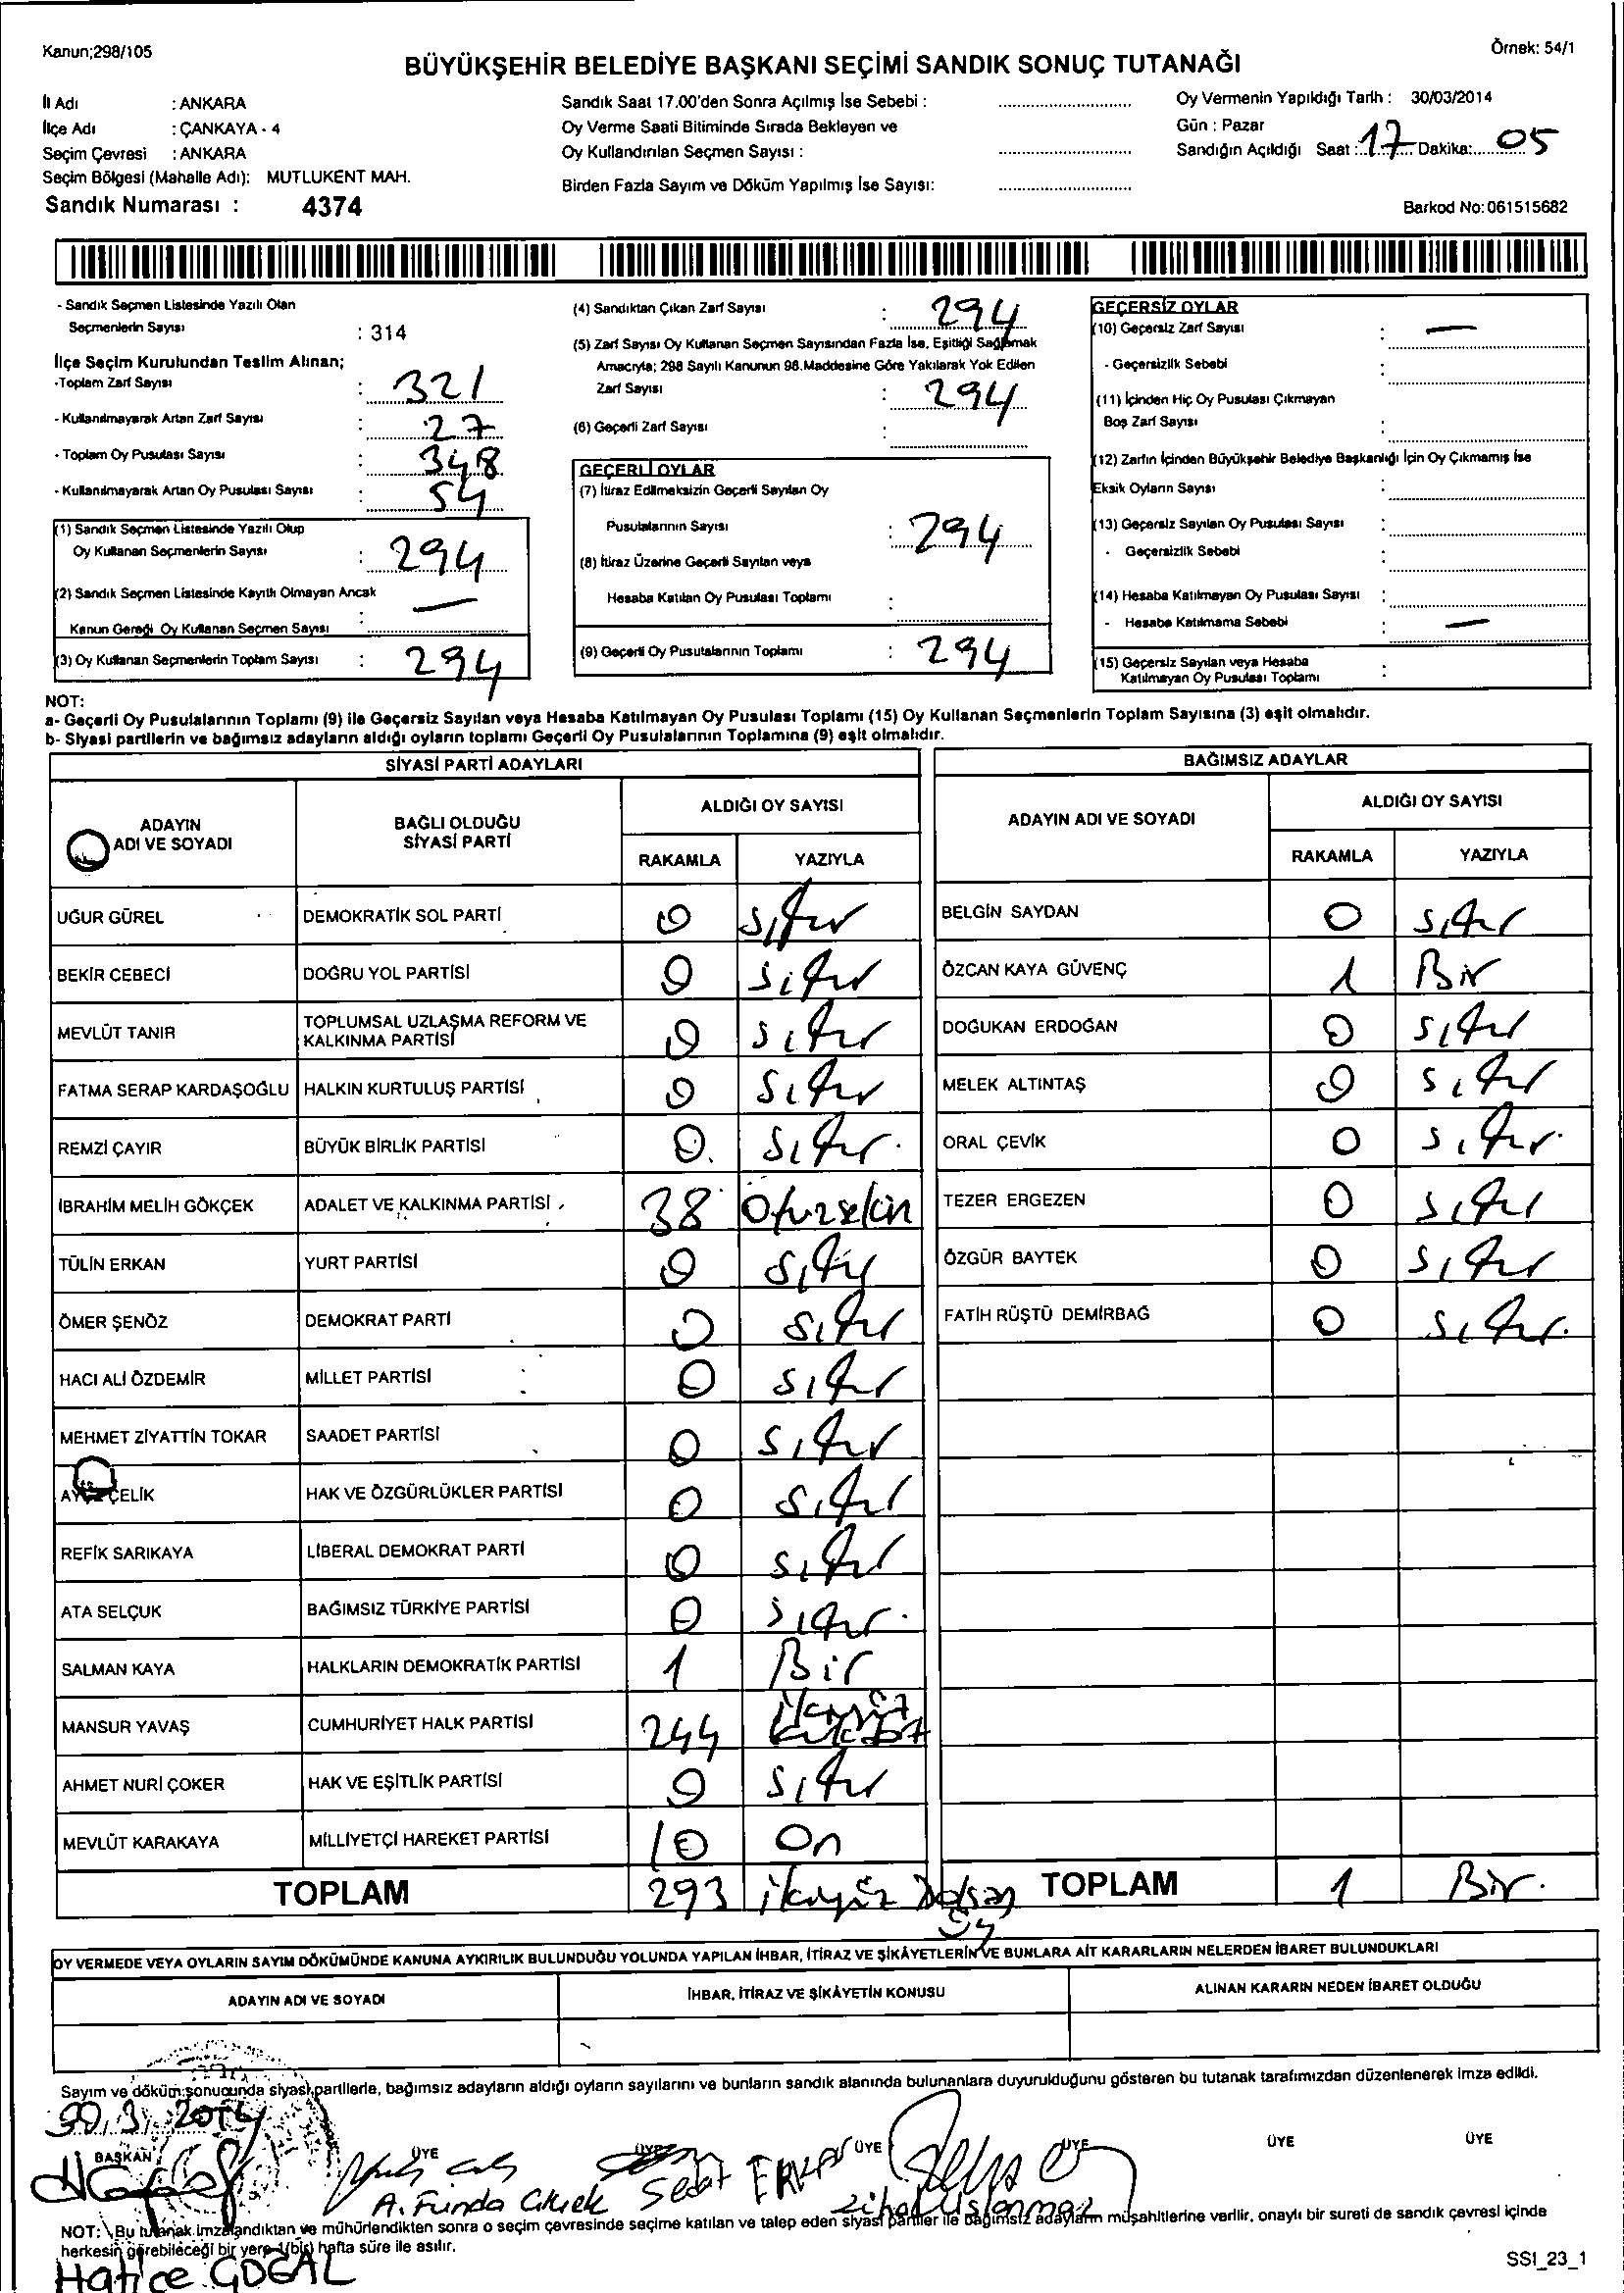 Kanun;298/105
Örnek: 54/1
BÜYÜKŞEHİR BELEDİYE BAŞKANI SEÇİMİ SANDIK SONUÇ TUTANAĞI
İl Adı : ANKARA
İlçe Adı : ÇANKAYA - 4
Seçim Çevresi : ANKARA
Seçim Bölgesi (Mahalle Adı): MUTLUKENT MAH.
Sandık Numarası : 4374
Sandık Saat 17.00'den Sonra Açılmış İse Sebebi :
Oy Verme Saati Bitiminde Sırada Bekleyen ve
Oy Kullandırılan Seçmen Sayısı :
Birden Fazla Sayım ve Döküm Yapılmış İse Sayısı:
Oy Vermenin Yapıldığı Tarih : 30/03/2014
Gün : Pazar
Sandığın Açıldığı Saat : 17 Dakika: 05
Barkod No:061515682
- Sandık Seçmen Listesinde Yazılı Olan
Seçmenlerin Sayısı : 314
İlçe Seçim Kurulundan Teslim Alınan;
-Toplam Zarf Sayısı : 321
- Kullanılmayarak Artan Zarf Sayısı : 27
- Toplam Oy Pusulası Sayısı : 348
- Kullanılmayarak Artan Oy Pusulası Sayısı : 54
(1) Sandık Seçmen Listesinde Yazılı Olup
Oy Kullanan Seçmenlerin Sayısı : 294
(2) Sandık Seçmen Listesinde Kayıtlı Olmayan Ancak
Kanun Gereği Oy Kullanan Seçmen Sayısı : —
(3) Oy Kullanan Seçmenlerin Toplam Sayısı : 294
(4) Sandıktan Çıkan Zarf Sayısı : 294
(5) Zarf Sayısı Oy Kullanan Seçmen Sayısından Fazla İse, Eşitliği Sağlamak
Amacıyla; 298 Sayılı Kanunun 98.Maddesine Göre Yakılarak Yok Edilen
Zarf Sayısı : 294
(6) Geçerli Zarf Sayısı :
GEÇERLİ OYLAR
(7) İtiraz Edilmeksizin Geçerli Sayılan Oy
Pusulalarının Sayısı : 294
(8) İtiraz Üzerine Geçerli Sayılan veya
Hesaba Katılan Oy Pusulası Toplamı :
(9) Geçerli Oy Pusulalarının Toplamı : 294
GEÇERSİZ OYLAR
(10) Geçersiz Zarf Sayısı : —
- Geçersizlik Sebebi :
(11) İçinden Hiç Oy Pusulası Çıkmayan
Boş Zarf Sayısı :
(12) Zarfın İçinden Büyükşehir Belediye Başkanlığı İçin Oy Çıkmamış İse
Eksik Oyların Sayısı :
(13) Geçersiz Sayılan Oy Pusulası Sayısı :
- Geçersizlik Sebebi :
(14) Hesaba Katılmayan Oy Pusulası Sayısı :
- Hesaba Katılmama Sebebi : —
(15) Geçersiz Sayılan veya Hesaba
Katılmayan Oy Pusulası Toplamı :
NOT:
a- Geçerli Oy Pusulalarının Toplamı (9) ile Geçersiz Sayılan veya Hesaba Katılmayan Oy Pusulası Toplamı (15) Oy Kullanan Seçmenlerin Toplam Sayısına (3) eşit olmalıdır.
b- Siyasi partilerin ve bağımsız adayların aldığı oyların toplamı Geçerli Oy Pusulalarının Toplamına (9) eşit olmalıdır.
SİYASİ PARTİ ADAYLARI
ADAYIN ADI VE SOYADI
BAĞLI OLDUĞU SİYASİ PARTİ
ALDIĞI OY SAYISI
RAKAMLA YAZIYLA
UĞUR GÜREL DEMOKRATİK SOL PARTİ 0 sıfır
BEKİR CEBECİ DOĞRU YOL PARTİSİ 0 sıfır
MEVLÜT TANIR TOPLUMSAL UZLAŞMA REFORM VE
KALKINMA PARTİSİ 0 sıfır
FATMA SERAP KARDAŞOĞLU HALKIN KURTULUŞ PARTİSİ 0 sıfır
REMZİ ÇAYIR BÜYÜK BİRLİK PARTİSİ 0 sıfır.
İBRAHİM MELİH GÖKÇEK ADALET VE KALKINMA PARTİSİ 38 Otuzsekiz
TÜLİN ERKAN YURT PARTİSİ 0 sıfır
ÖMER ŞENÖZ DEMOKRAT PARTİ 0 sıfır
HACI ALİ ÖZDEMİR MİLLET PARTİSİ 0 sıfır
MEHMET ZİYATTİN TOKAR SAADET PARTİSİ 0 sıfır
ÇELİK HAK VE ÖZGÜRLÜKLER PARTİSİ 0 sıfır
REFİK SARIKAYA LİBERAL DEMOKRAT PARTİ 0 sıfır
ATA SELÇUK BAĞIMSIZ TÜRKİYE PARTİSİ 0 sıfır.
SALMAN KAYA HALKLARIN DEMOKRATİK PARTİSİ 1 Bir
MANSUR YAVAŞ CUMHURİYET HALK PARTİSİ 244 ikiyüz
AHMET NURİ ÇOKER HAK VE EŞİTLİK PARTİSİ 0 sıfır
MEVLÜT KARAKAYA MİLLİYETÇİ HAREKET PARTİSİ 10 On
TOPLAM 293 ikiyüz
BAĞIMSIZ ADAYLAR
ADAYIN ADI VE SOYADI
ALDIĞI OY SAYISI
RAKAMLA YAZIYLA
BELGİN SAYDAN 0 sıfır
ÖZCAN KAYA GÜVENÇ 1 Bir
DOĞUKAN ERDOĞAN 0 sıfır
MELEK ALTINTAŞ 0 sıfır
ORAL ÇEVİK 0 sıfır.
TEZER ERGEZEN 0 sıfır
ÖZGÜR BAYTEK 0 sıfır
FATİH RÜŞTÜ DEMİRBAĞ 0 sıfır.
TOPLAM 1 Bir.
OY VERMEDE VEYA OYLARIN SAYIM DÖKÜMÜNDE KANUNA AYKIRILIK BULUNDUĞU YOLUNDA YAPILAN İHBAR, İTİRAZ VE ŞİKÂYETLERİN VE BUNLARA AİT KARARLARIN NELERDEN İBARET BULUNDUKLARI
ADAYIN ADI VE SOYADI İHBAR, İTİRAZ VE ŞİKÂYETİN KONUSU ALINAN KARARIN NEDEN İBARET OLDUĞU
Sayım ve döküm sonucunda siyasi partilerle, bağımsız adayların aldığı oyların sayılarını ve bunların sandık alanında bulunanlara duyurulduğunu gösteren bu tutanak tarafımızdan düzenlenerek imza edildi.
30.3.2014
BAŞKAN ÜYE ÜYE ÜYE ÜYE ÜYE ÜYE
A. Funda
NOT: Bu tutanak imzalandıktan ve mühürlendikten sonra o seçim çevresinde seçime katılan ve talep eden siyasi partiler ile bağımsız adayların müşahitlerine verilir, onaylı bir sureti de sandık çevresi içinde
herkesin görebileceği bir yere 1(bir) hafta süre ile asılır.
Hatice
SSI_23_1